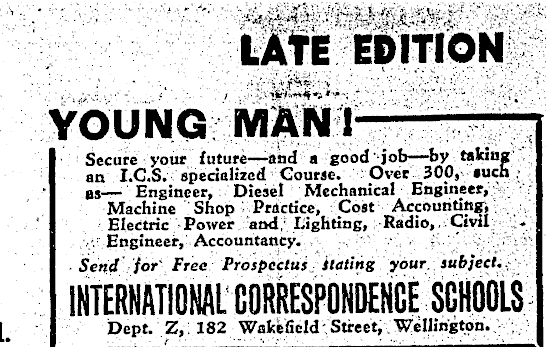 LATE EDITION
YOUNG MAN!
Secure your future—and a good job—by taking
an I.C.S. specialized Course. Over 300, such
as— Engineer, Diesel Mechanical Engineer,
Machine Shop Practice, Cost Accounting,
Electric Power and Lighting, Radio, Civil
Engineer, Accountancy.
Send for Free Prospectus stating your subject.
INTERNATIONAL CORRESPONDENCE SCHOOLS
Dept. Z, 182 Wakefield Street, Wellington.